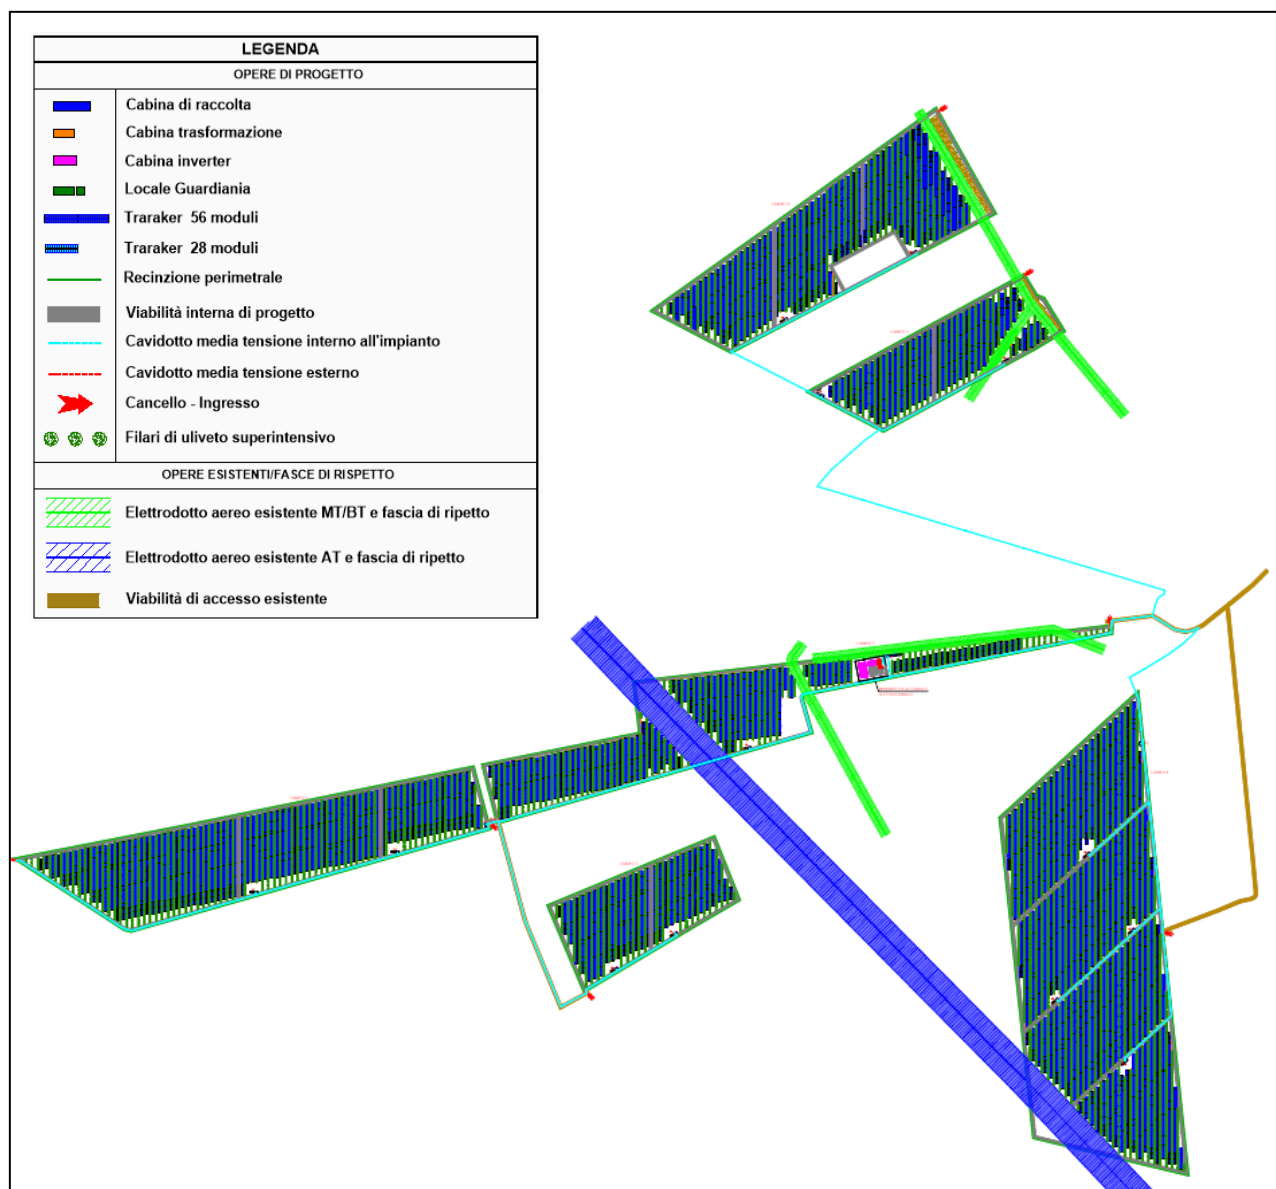 LEGENDA
OPERE DI PROGETTO
Cabina di raccolta
Cabina trasformazione
Cabina inverter
Locale Guardiania
Traraker 56 moduli
Traraker 28 moduli
Recinzione perimetrale
Viabilità interna di progetto
Cavidotto media tensione interno all'impianto
Cavidotto media tensione esterno
Cancello - Ingresso
Filari di uliveto superintensivo
OPERE ESISTENTI/FASCE DI RISPETTO
Elettrodotto aereo esistente MT/BT e fascia di ripetto
Elettrodotto aereo esistente AT e fascia di ripetto
Viabilità di accesso esistente